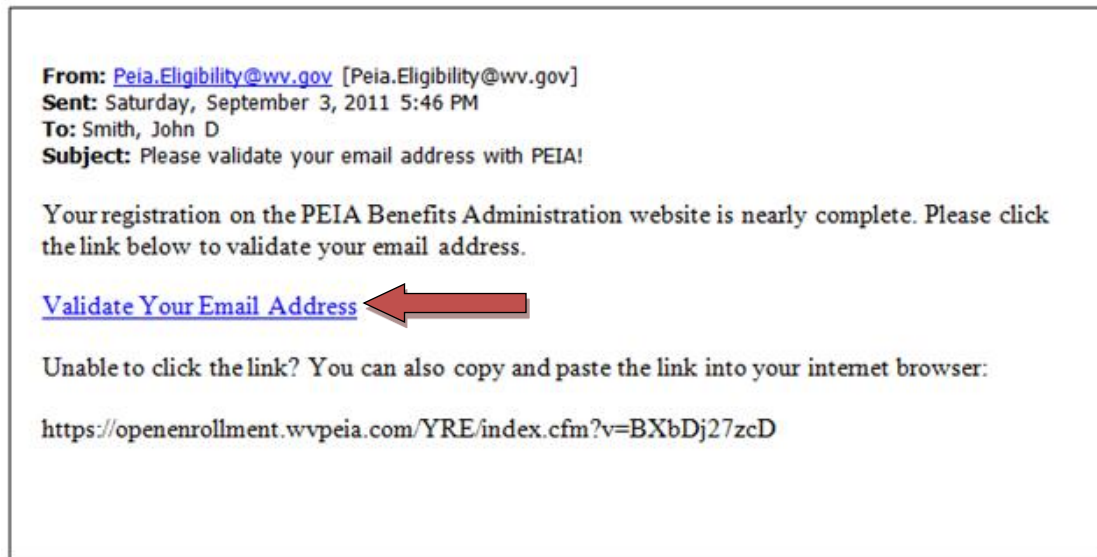 From: Peia.Eligibility@wv.gov [Peia.Eligibility@wv.gov]
Sent: Saturday, September 3, 2011 5:46 PM
To: Smith, John D
Subject: Please validate your email address with PEIA!
Your registration on the PEIA Benefits Administration website is nearly complete. Please click
the link below to validate your email address.
Validate Your Email Address
Unable to click the link? You can also copy and paste the link into your internet browser:
https://openenrollment.wvpeia.com/YRE/index.cfm?v=BXbDj27zcD